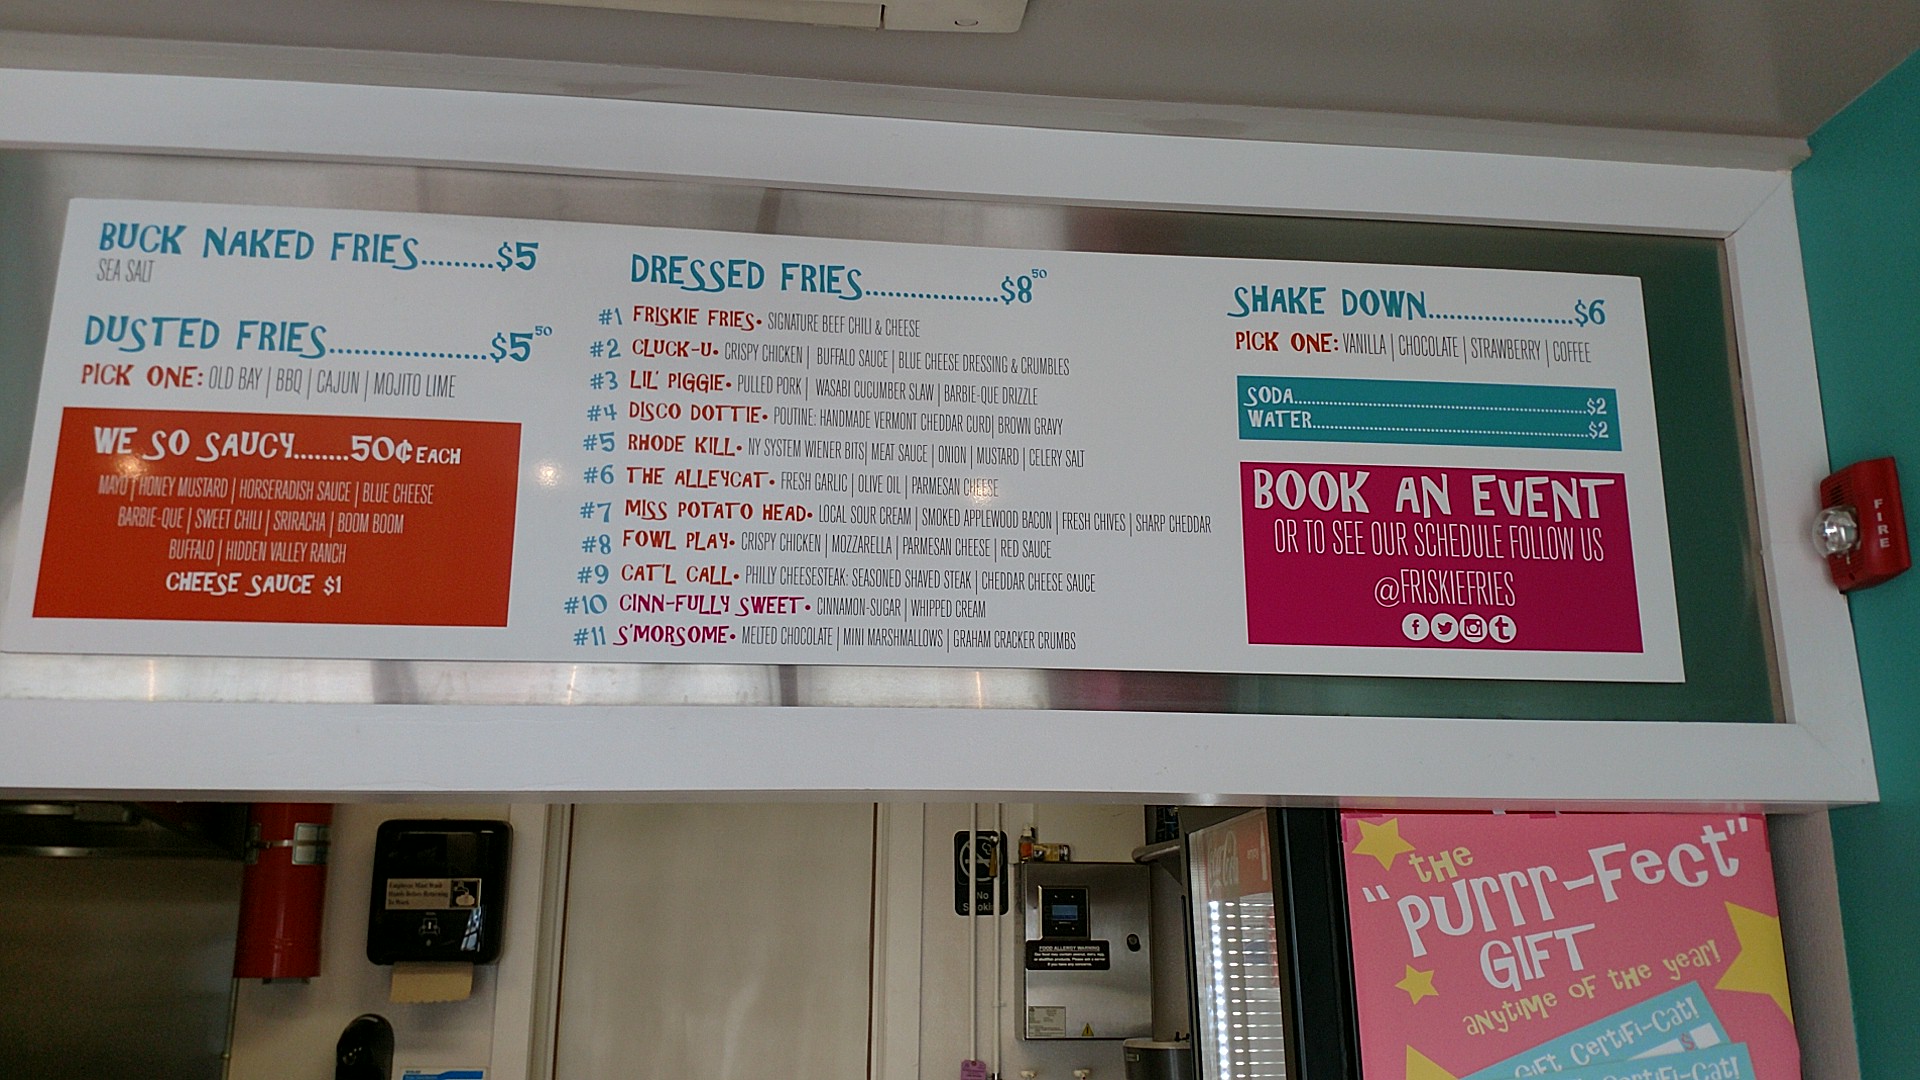 BUCK NAKED FRIES.........$5
SEA SALT
DUSTED FRIES...................$5 50
PICK ONE: OLD BAY | BBQ | CAJUN | MOJITO LIME
WE SO SAUCY........50¢ EACH
MAYO | HONEY MUSTARD | HORSERADISH SAUCE | BLUE CHEESE
BARBIE-QUE | SWEET CHILI | SRIRACHA | BOOM BOOM
BUFFALO | HIDDEN VALLEY RANCH
CHEESE SAUCE $1
DRESSED FRIES...................$8 50
#1 FRISKIE FRIES• SIGNATURE BEEF CHILI & CHEESE
#2 CLUCK-U• CRISPY CHICKEN | BUFFALO SAUCE | BLUE CHEESE DRESSING & CRUMBLES
#3 LIL' PIGGIE• PULLED PORK | WASABI CUCUMBER SLAW | BARBIE-QUE DRIZZLE
#4 DISCO DOTTIE• POUTINE: HANDMADE VERMONT CHEDDAR CURD| BROWN GRAVY
#5 RHODE KILL• NY SYSTEM WIENER BITS| MEAT SAUCE | ONION | MUSTARD | CELERY SALT
#6 THE ALLEYCAT• FRESH GARLIC | OLIVE OIL | PARMESAN CHEESE
#7 MISS POTATO HEAD• LOCAL SOUR CREAM | SMOKED APPLEWOOD BACON | FRESH CHIVES | SHARP CHEDDAR
#8 FOWL PLAY• CRISPY CHICKEN | MOZZARELLA | PARMESAN CHEESE | RED SAUCE
#9 CAT'L CALL• PHILLY CHEESESTEAK: SEASONED SHAVED STEAK | CHEDDAR CHEESE SAUCE
#10 CINN-FULLY SWEET• CINNAMON-SUGAR | WHIPPED CREAM
#11 S'MORSOME• MELTED CHOCOLATE | MINI MARSHMALLOWS | GRAHAM CRACKER CRUMBS
SHAKE DOWN.....................$6
PICK ONE: VANILLA | CHOCOLATE | STRAWBERRY | COFFEE
SODA..........................................................$2
WATER.......................................................$2
BOOK AN EVENT
OR TO SEE OUR SCHEDULE FOLLOW US
@FRISKIEFRIES
FIRE
Employees Must Wash
Hands Before Returning
To Work
No
Smoking
FOOD ALLERGY WARNING
THE
"PURRR-FECT"
GIFT
ANYTIME OF THE YEAR!
GIFT CERTIFI-CAT!
CERTIFI-CAT!